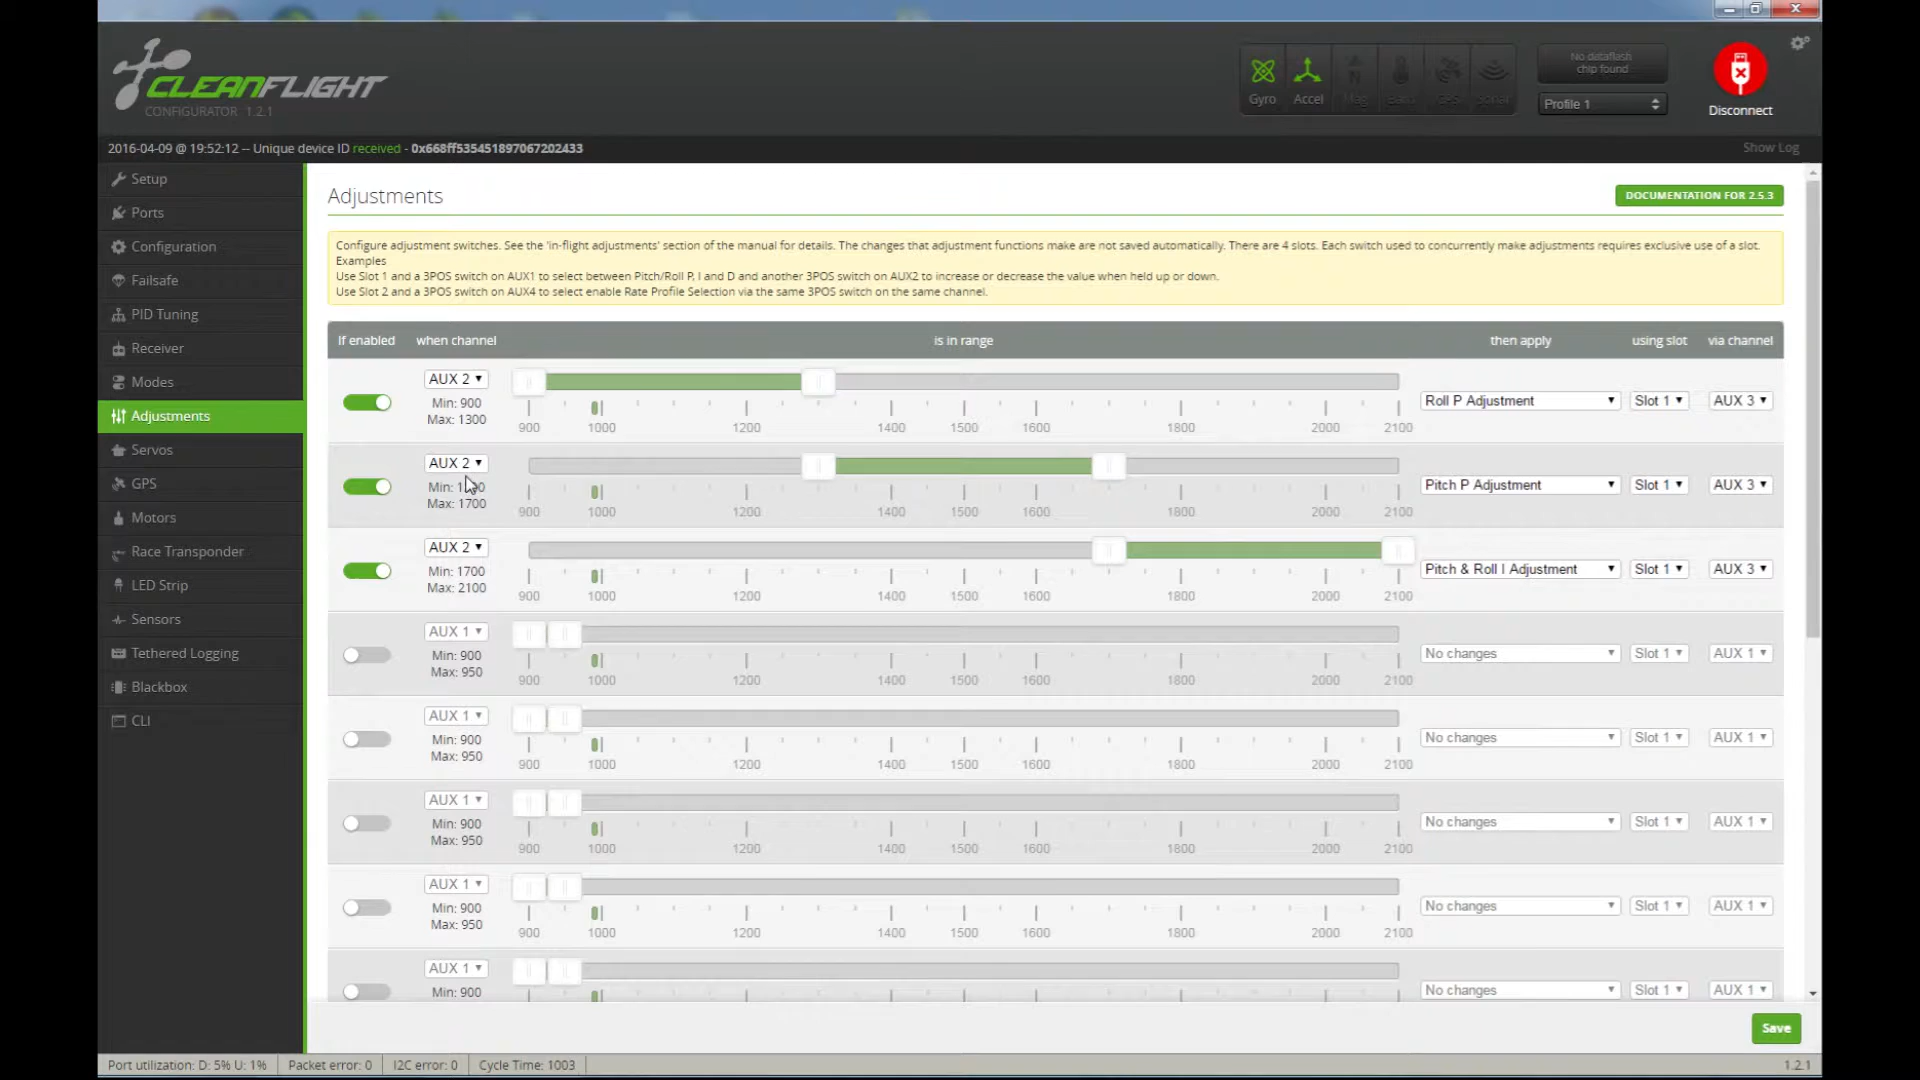 CLEANFLIGHT
CONFIGURATOR 1.2.1
Gyro
Accel
Mag
Baro
GPS
Sonar
No dataflash
chip found
Profile 1
Disconnect
2016-04-09 @ 19:52:12 -- Unique device ID received - 0x668ff535451897067202433
Show Log
Setup
Ports
Configuration
Failsafe
PID Tuning
Receiver
Modes
Adjustments
Servos
GPS
Motors
Race Transponder
LED Strip
Sensors
Tethered Logging
Blackbox
CLI
Adjustments
DOCUMENTATION FOR 2.5.3
Configure adjustment switches. See the 'in-flight adjustments' section of the manual for details. The changes that adjustment functions make are not saved automatically. There are 4 slots. Each switch used to concurrently make adjustments requires exclusive use of a slot.
Examples
Use Slot 1 and a 3POS switch on AUX1 to select between Pitch/Roll P, I and D and another 3POS switch on AUX2 to increase or decrease the value when held up or down.
Use Slot 2 and a 3POS switch on AUX4 to select enable Rate Profile Selection via the same 3POS switch on the same channel.
If enabled when channel is in range then apply using slot via channel
AUX 2
Min: 900
Max: 1300
900 1000 1200 1400 1500 1600 1800 2000 2100
Roll P Adjustment Slot 1 AUX 3
AUX 2
Min:
Max: 1700
900 1000 1200 1400 1500 1600 1800 2000 2100
Pitch P Adjustment Slot 1 AUX 3
AUX 2
Min: 1700
Max: 2100
900 1000 1200 1400 1500 1600 1800 2000 2100
Pitch & Roll I Adjustment Slot 1 AUX 3
AUX 1
Min: 900
Max: 950
900 1000 1200 1400 1500 1600 1800 2000 2100
No changes Slot 1 AUX 1
AUX 1
Min: 900
Max: 950
900 1000 1200 1400 1500 1600 1800 2000 2100
No changes Slot 1 AUX 1
AUX 1
Min: 900
Max: 950
900 1000 1200 1400 1500 1600 1800 2000 2100
No changes Slot 1 AUX 1
AUX 1
Min: 900
Max: 950
900 1000 1200 1400 1500 1600 1800 2000 2100
No changes Slot 1 AUX 1
AUX 1
Min: 900
No changes Slot 1 AUX 1
Save
Port utilization: D: 5% U: 1% Packet error: 0 I2C error: 0 Cycle Time: 1003 1.2.1